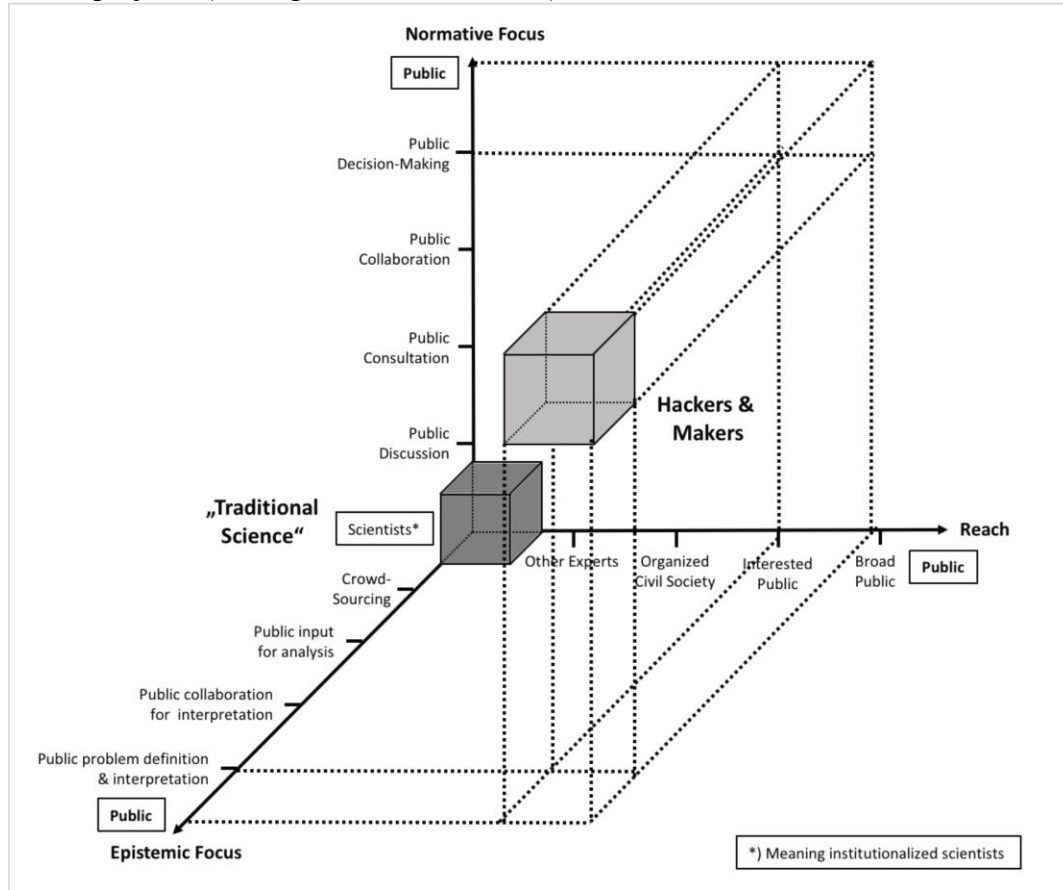 Normative Focus
Public
Public
Decision-Making
Public
Collaboration
Public
Consultation
Hackers &
Makers
Public
Discussion
„Traditional
Science“
Scientists*
Reach
Other Experts
Organized
Civil Society
Interested
Public
Broad
Public
Public
Crowd-
Sourcing
Public input
for analysis
Public collaboration
for interpretation
Public problem definition
& interpretation
Public
Epistemic Focus
*) Meaning institutionalized scientists